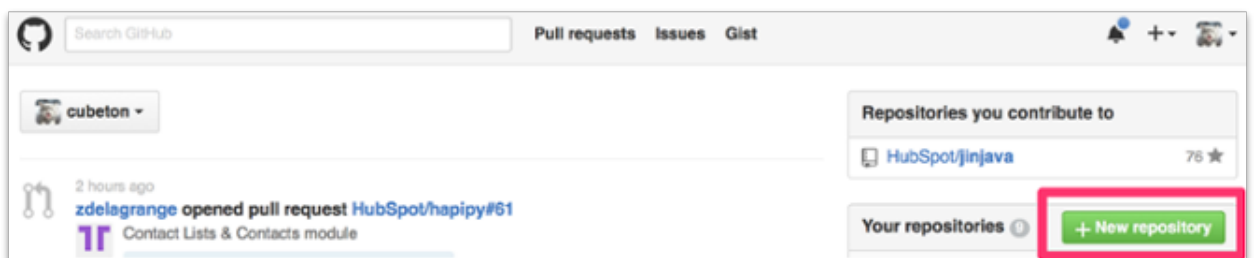 Search GitHub
Pull requests Issues Gist
cubeton
Repositories you contribute to
HubSpot/jinjava 76
2 hours ago
zdelagrange opened pull request HubSpot/hapipy#61
Contact Lists & Contacts module
Your repositories 9
+ New repository